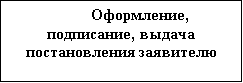 Оформление,
подписание, выдача
постановления заявителю